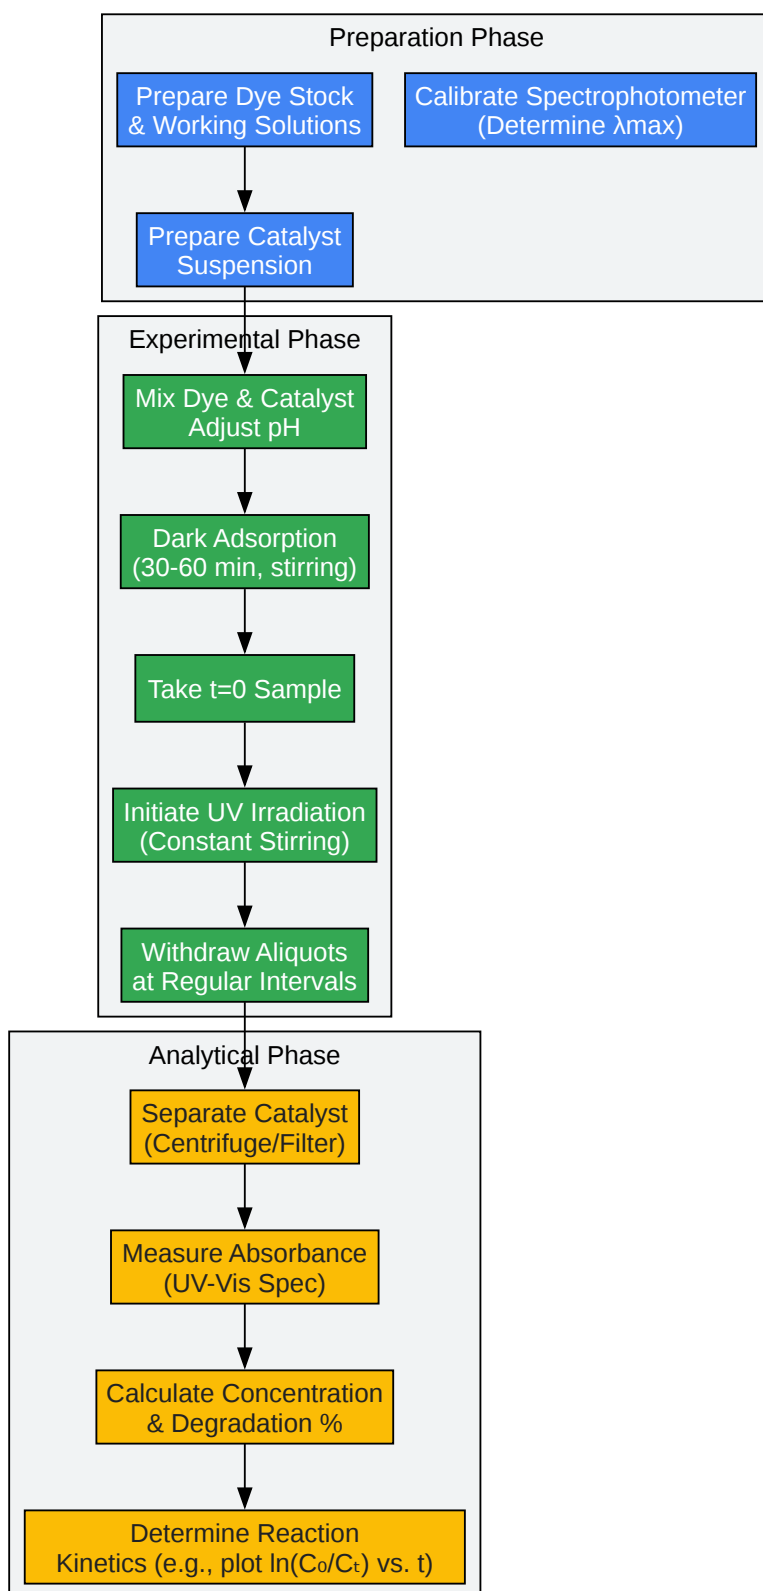 Preparation Phase
Prepare Dye Stock
& Working Solutions
Calibrate Spectrophotometer
(Determine λmax)
Prepare Catalyst
Suspension
Experimental Phase
Mix Dye & Catalyst
Adjust pH
Dark Adsorption
(30-60 min, stirring)
Take t=0 Sample
Initiate UV Irradiation
(Constant Stirring)
Withdraw Aliquots
at Regular Intervals
Analytical Phase
Separate Catalyst
(Centrifuge/Filter)
Measure Absorbance
(UV-Vis Spec)
Calculate Concentration
& Degradation %
Determine Reaction
Kinetics (e.g., plot ln(C₀/Cₜ) vs. t)